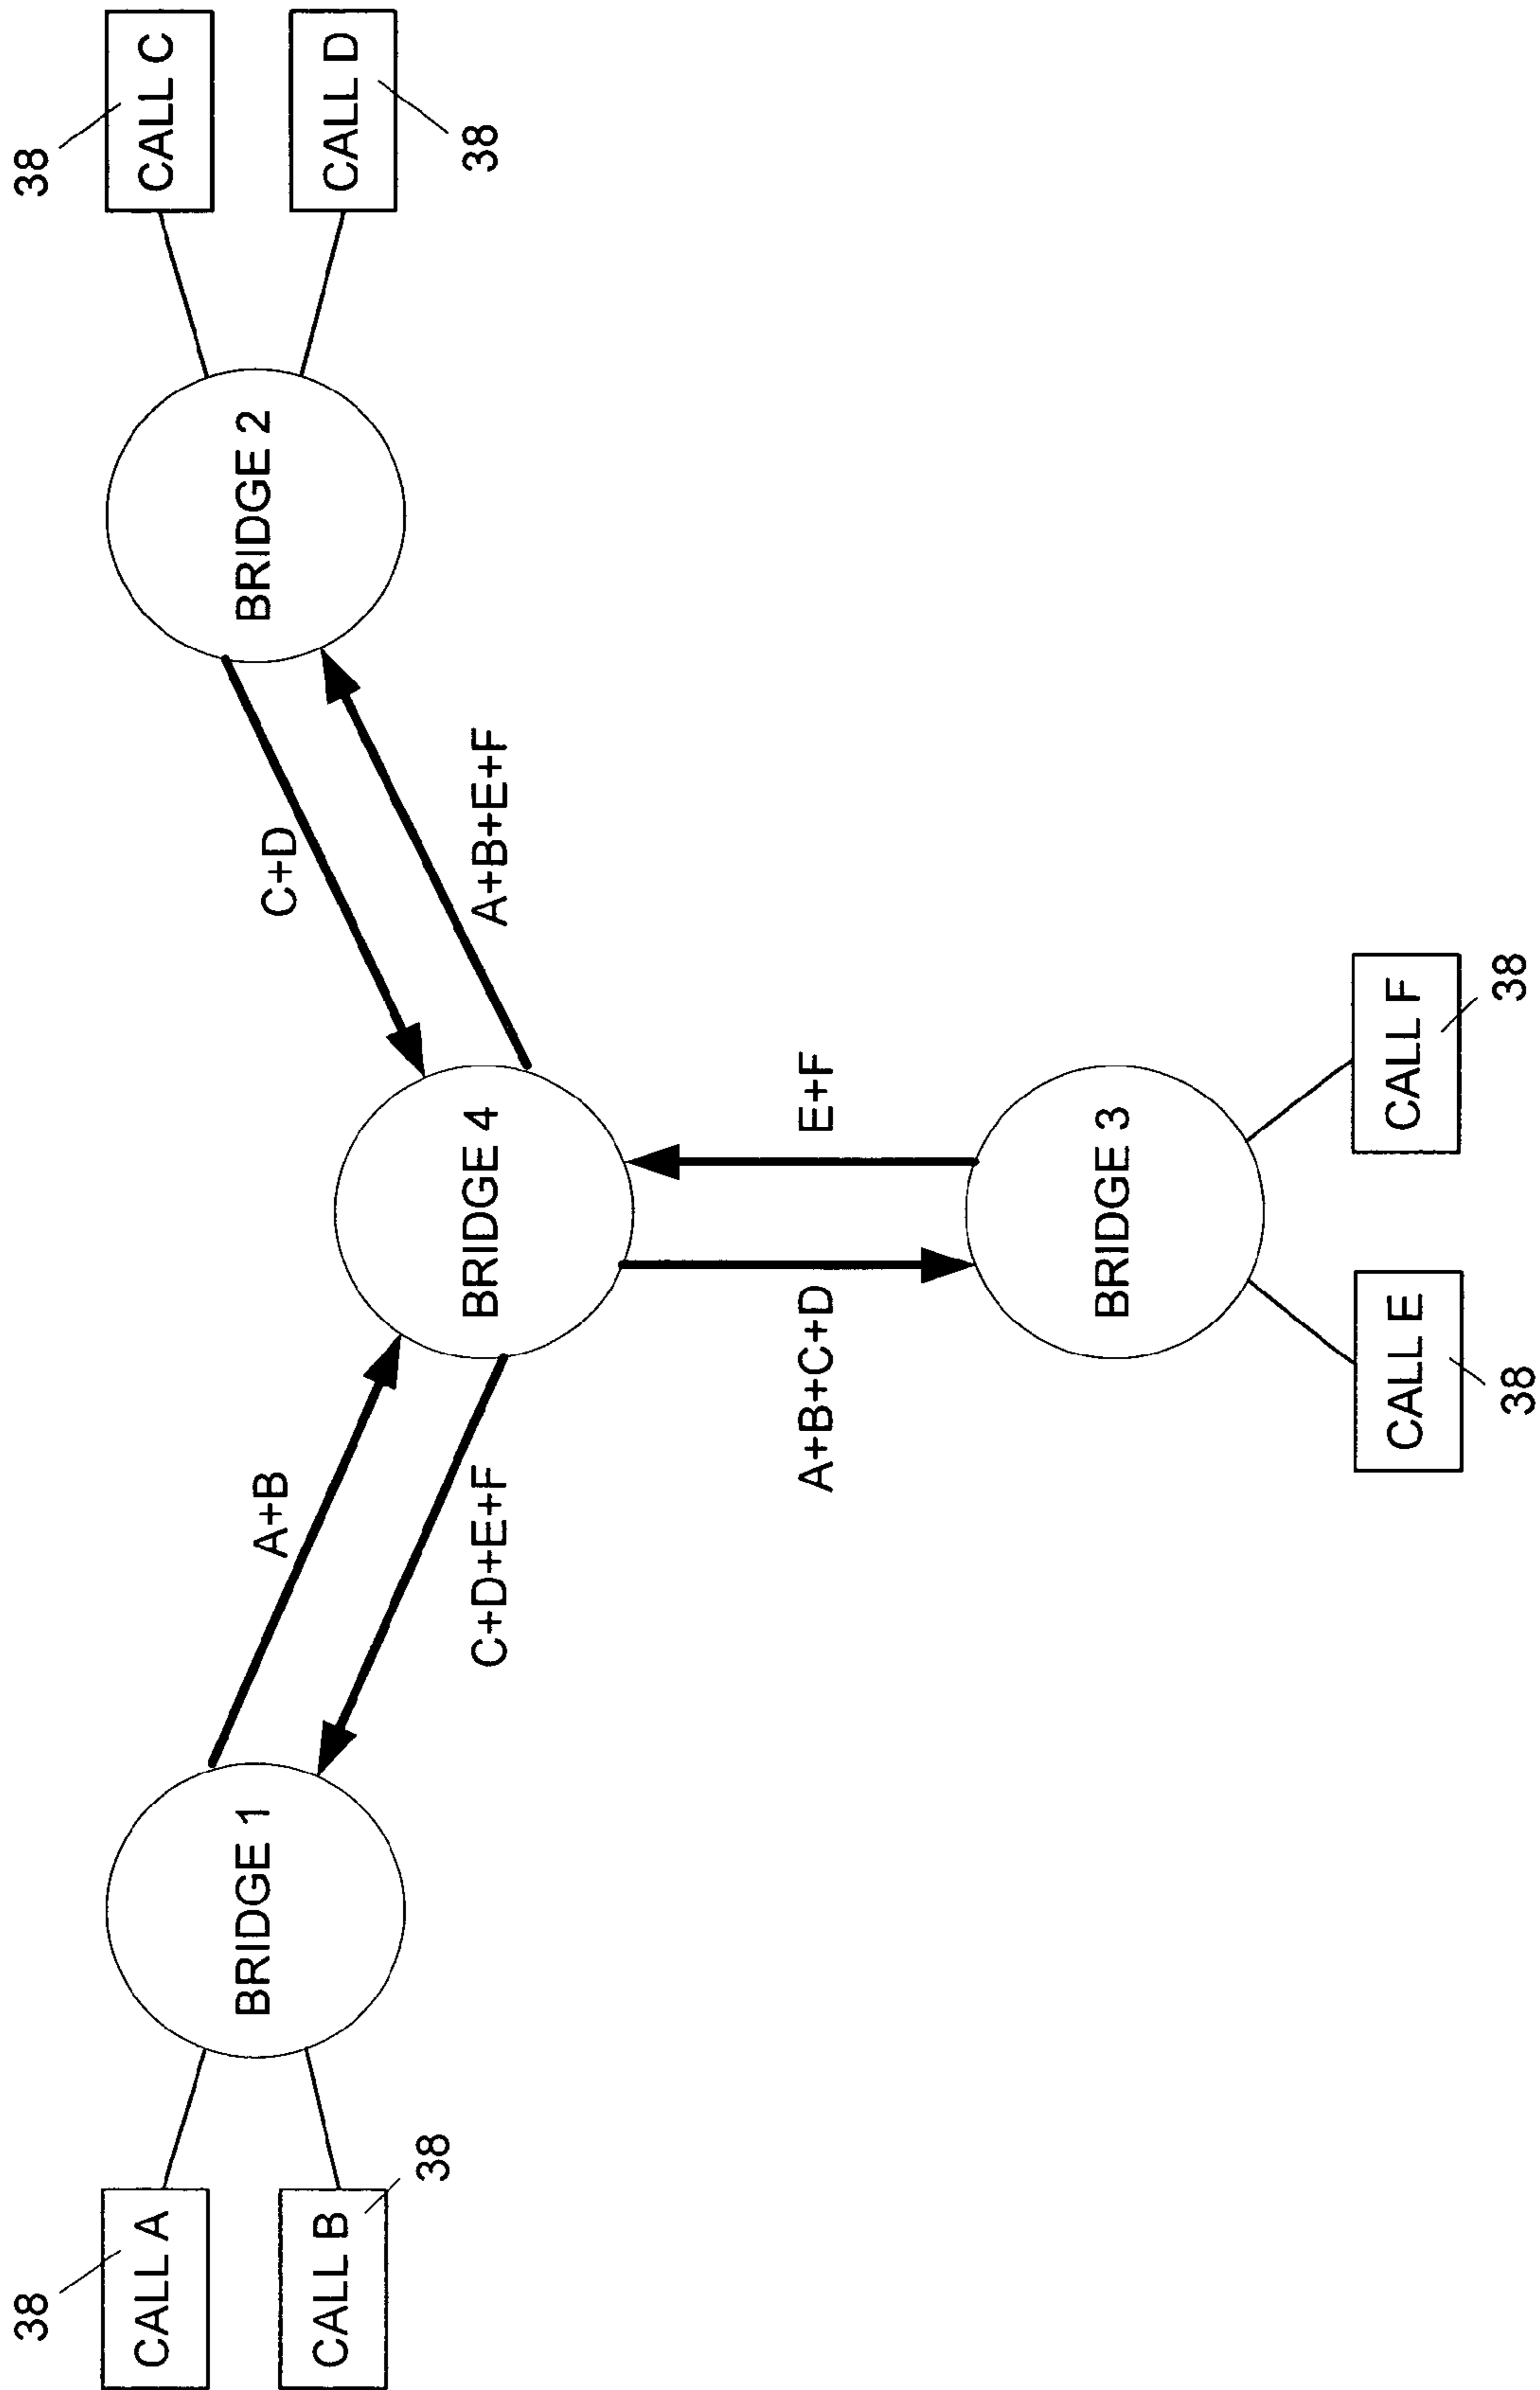 38
CALL A
CALL B
38
BRIDGE 1
A+B
C+D+E+F
BRIDGE 4
C+D
A+B+E+F
BRIDGE 2
38
CALL C
CALL D
38
A+B+C+D
E+F
BRIDGE 3
CALL E
38
CALL F
38